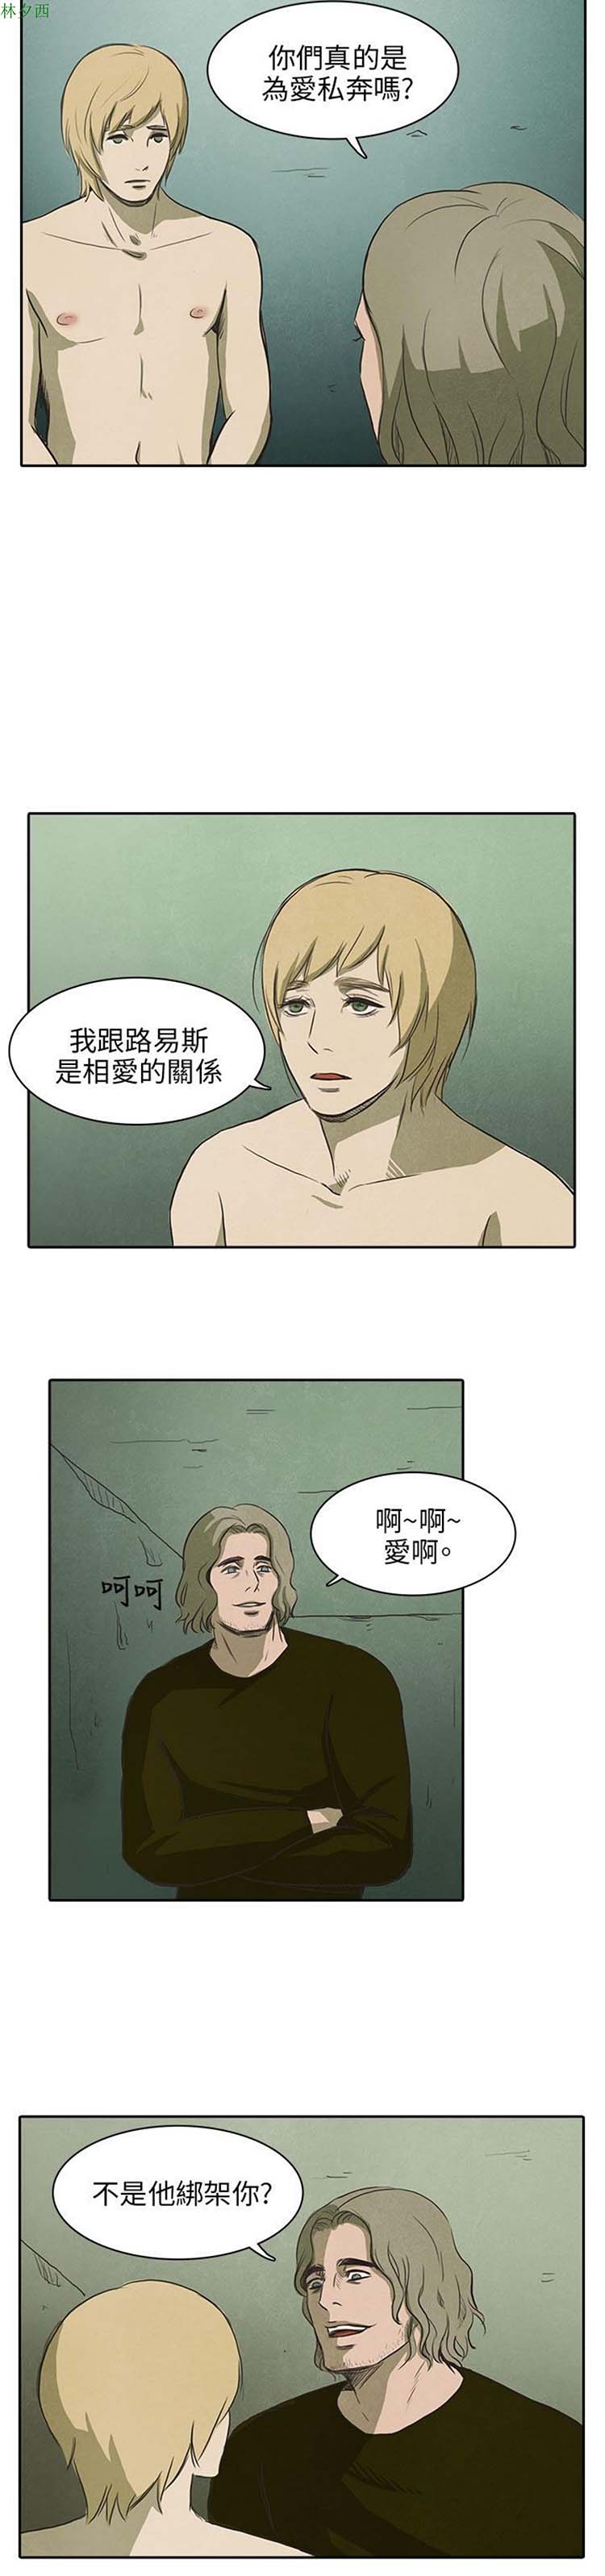 林夕西
你們真的是
為愛私奔嗎?
我跟路易斯
是相愛的關係
啊~啊~
愛啊。
呵呵
不是他綁架你?